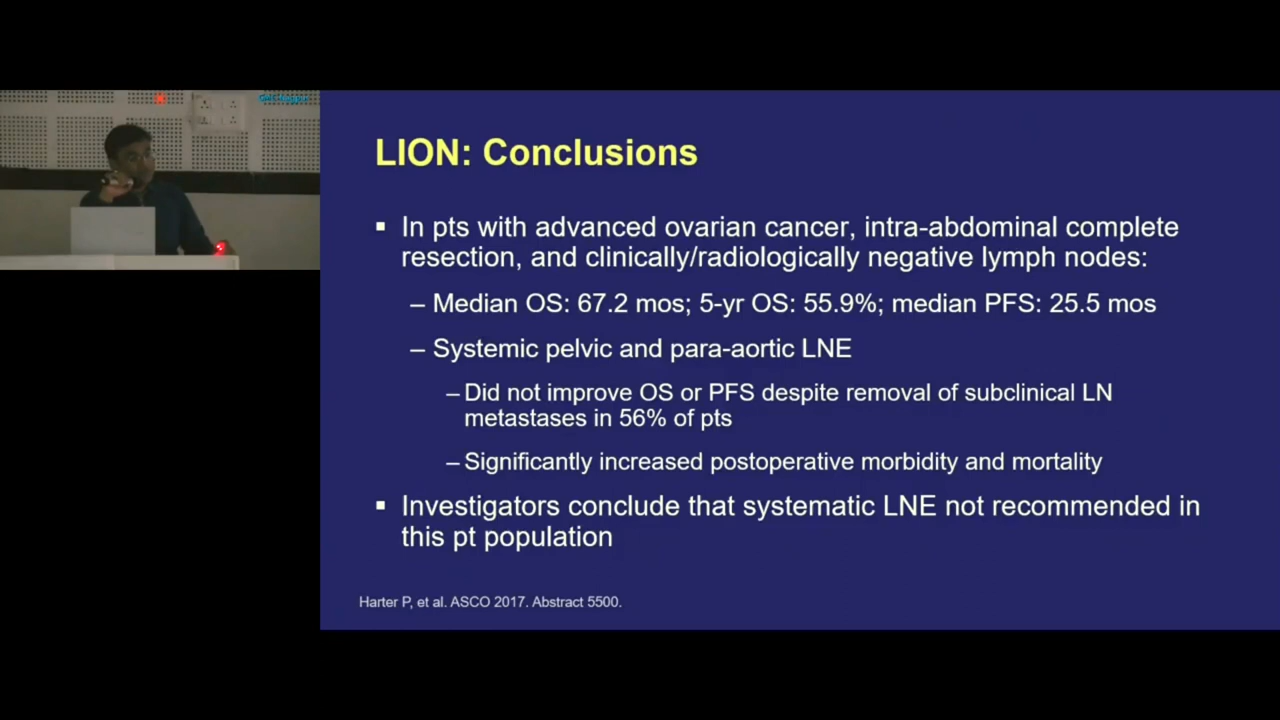 LION: Conclusions
▪ In pts with advanced ovarian cancer, intra-abdominal complete
resection, and clinically/radiologically negative lymph nodes:
– Median OS: 67.2 mos; 5-yr OS: 55.9%; median PFS: 25.5 mos
– Systemic pelvic and para-aortic LNE
– Did not improve OS or PFS despite removal of subclinical LN
metastases in 56% of pts
– Significantly increased postoperative morbidity and mortality
▪ Investigators conclude that systematic LNE not recommended in
this pt population
Harter P, et al. ASCO 2017. Abstract 5500.